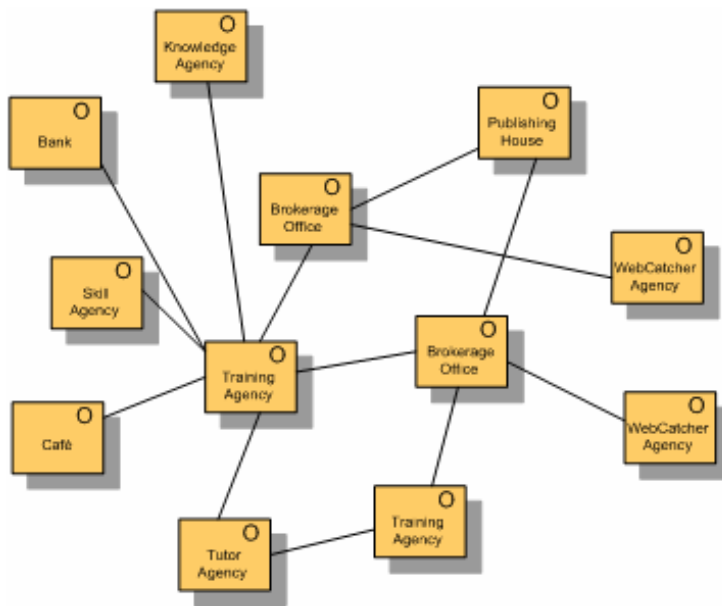 O
Knowledge
Agency
O
Bank
O
Publishing
House
O
Brokerage
Office
O
WebCatcher
Agency
O
Skill
Agency
O
Training
Agency
O
Brokerage
Office
O
Café
O
WebCatcher
Agency
O
Tutor
Agency
O
Training
Agency